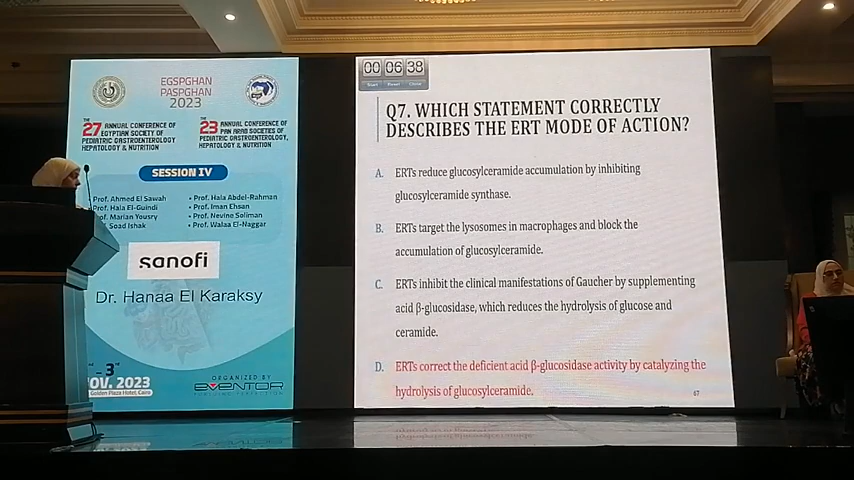 EGSPGHAN
PASPGHAN
2023
THE
27 ANNUAL CONFERENCE OF
EGYPTIAN SOCIETY OF
PEDIATRIC GASTROENTEROLOGY
HEPATOLOGY & NUTRITION
THE
23 ANNUAL CONFERENCE OF
PAN ARAB SOCIETIES OF
PEDIATRIC GASTROENTEROLOGY,
HEPATOLOGY & NUTRITION
SESSION IV
Prof. Ahmed El Sawah
Prof. Hala El-Guindi
Prof. Marian Yousry
Soad Ishak
• Prof. Hala Abdel-Rahman
• Prof. Iman Ehsan
• Prof. Nevine Soliman
• Prof. Walaa El-Naggar
sanofi
Dr. Hanaa El Karaksy
– 3rd
NOV. 2023
Golden Plaza Hotel, Cairo
ORGANIZED BY
EVENTOR
00 06 38
Start Reset Close
Q7. WHICH STATEMENT CORRECTLY
DESCRIBES THE ERT MODE OF ACTION?
A. ERTs reduce glucosylceramide accumulation by inhibiting
glucosylceramide synthase.
B. ERTs target the lysosomes in macrophages and block the
accumulation of glucosylceramide.
C. ERTs inhibit the clinical manifestations of Gaucher by supplementing
acid β-glucosidase, which reduces the hydrolysis of glucose and
ceramide.
D. ERTs correct the deficient acid β-glucosidase activity by catalyzing the
hydrolysis of glucosylceramide.
67